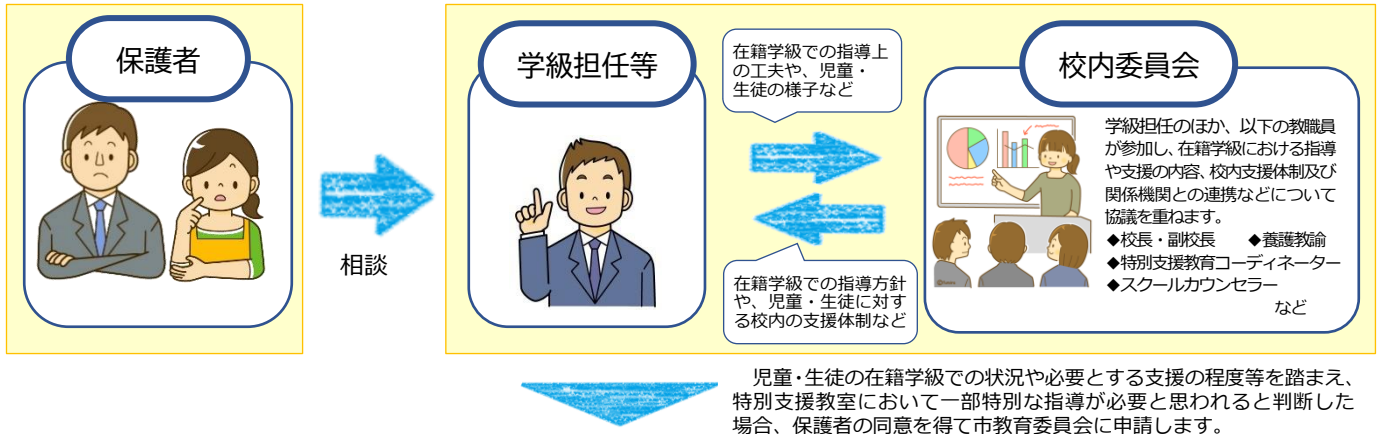 保護者
相談
学級担任等
在籍学級での指導上
の工夫や、児童・
生徒の様子など
在籍学級での指導方針
や、児童・生徒に対す
る校内の支援体制など
校内委員会
学級担任のほか、以下の教職員
が参加し、在籍学級における指導
や支援の内容、校内支援体制及び
関係機関との連携などについて
協議を重ねます。
◆校長・副校長　◆養護教諭
◆特別支援教育コーディネーター
◆スクールカウンセラー
など
児童・生徒の在籍学級での状況や必要とする支援の程度等を踏まえ、
特別支援教室において一部特別な指導が必要と思われると判断した
場合、保護者の同意を得て市教育委員会に申請します。